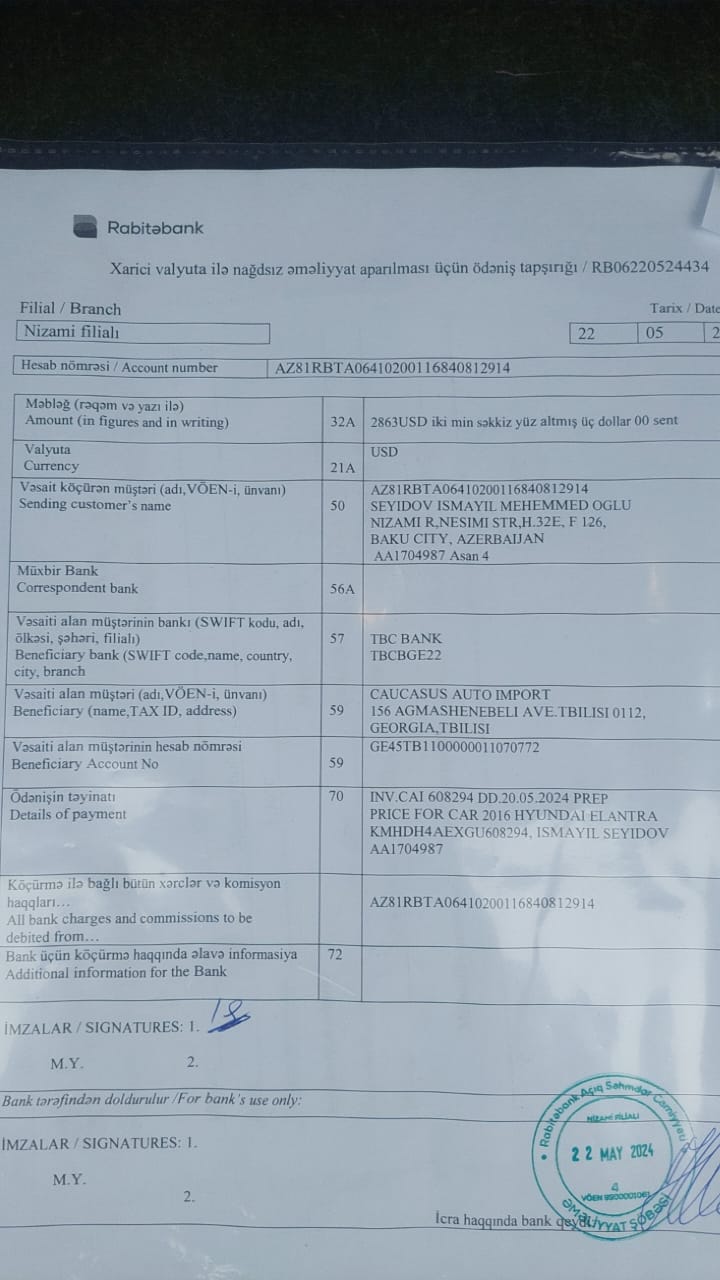 Rabitəbank
Xarici valyuta ilə nağdsız əməliyyat aparılması üçün ödəniş tapşırığı / RB06220524434
Filial / Branch
Tarix / Date
Nizami filialı
22 05 2
Hesab nömrəsi / Account number AZ81RBTA06410200116840812914
Məbləğ (rəqəm və yazı ilə)
Amount (in figures and in writing) 32A 2863USD iki min səkkiz yüz altmış üç dollar 00 sent
Valyuta USD
Currency 21A
Vəsait köçürən müştəri (adı,VÖEN-i, ünvanı) AZ81RBTA06410200116840812914
Sending customer's name 50 SEYIDOV ISMAYIL MEHEMMED OGLU
NIZAMI R,NESIMI STR,H.32E, F 126,
BAKU CITY, AZERBAIJAN
AA1704987 Asan 4
Müxbir Bank
Correspondent bank 56A
Vəsaiti alan müştərinin bankı (SWIFT kodu, adı,
ölkəsi, şəhəri, filialı) 57 TBC BANK
Beneficiary bank (SWIFT code,name, country, TBCBGE22
city, branch
Vəsaiti alan müştəri (adı,VÖEN-i, ünvanı) CAUCASUS AUTO IMPORT
Beneficiary (name,TAX ID, address) 59 156 AGMASHENEBELI AVE.TBILISI 0112,
GEORGIA,TBILISI
Vəsaiti alan müştərinin hesab nömrəsi GE45TB1100000011070772
Beneficiary Account No 59
Ödənişin təyinatı 70 INV.CAI 608294 DD.20.05.2024 PREP
Details of payment PRICE FOR CAR 2016 HYUNDAI ELANTRA
KMHDH4AEXGU608294, ISMAYIL SEYIDOV
AA1704987
Köçürmə ilə bağlı bütün xərclər və komisyon
haqqları… AZ81RBTA06410200116840812914
All bank charges and commissions to be
debited from…
Bank üçün köçürmə haqqında əlavə informasiya 72
Additional information for the Bank
İMZALAR / SIGNATURES: 1.
M.Y. 2.
Bank tərəfindən doldurulur /For bank's use only:
İMZALAR / SIGNATURES: 1.
M.Y.
2.
İcra haqqında bank
Rabitəbank Açıq Səhmdar Cəmiyyəti
NİZAMİ FİLİALI
22 MAY 2024
4
VÖEN 9900001061
ƏMƏLİYYAT ŞÖBƏSİ